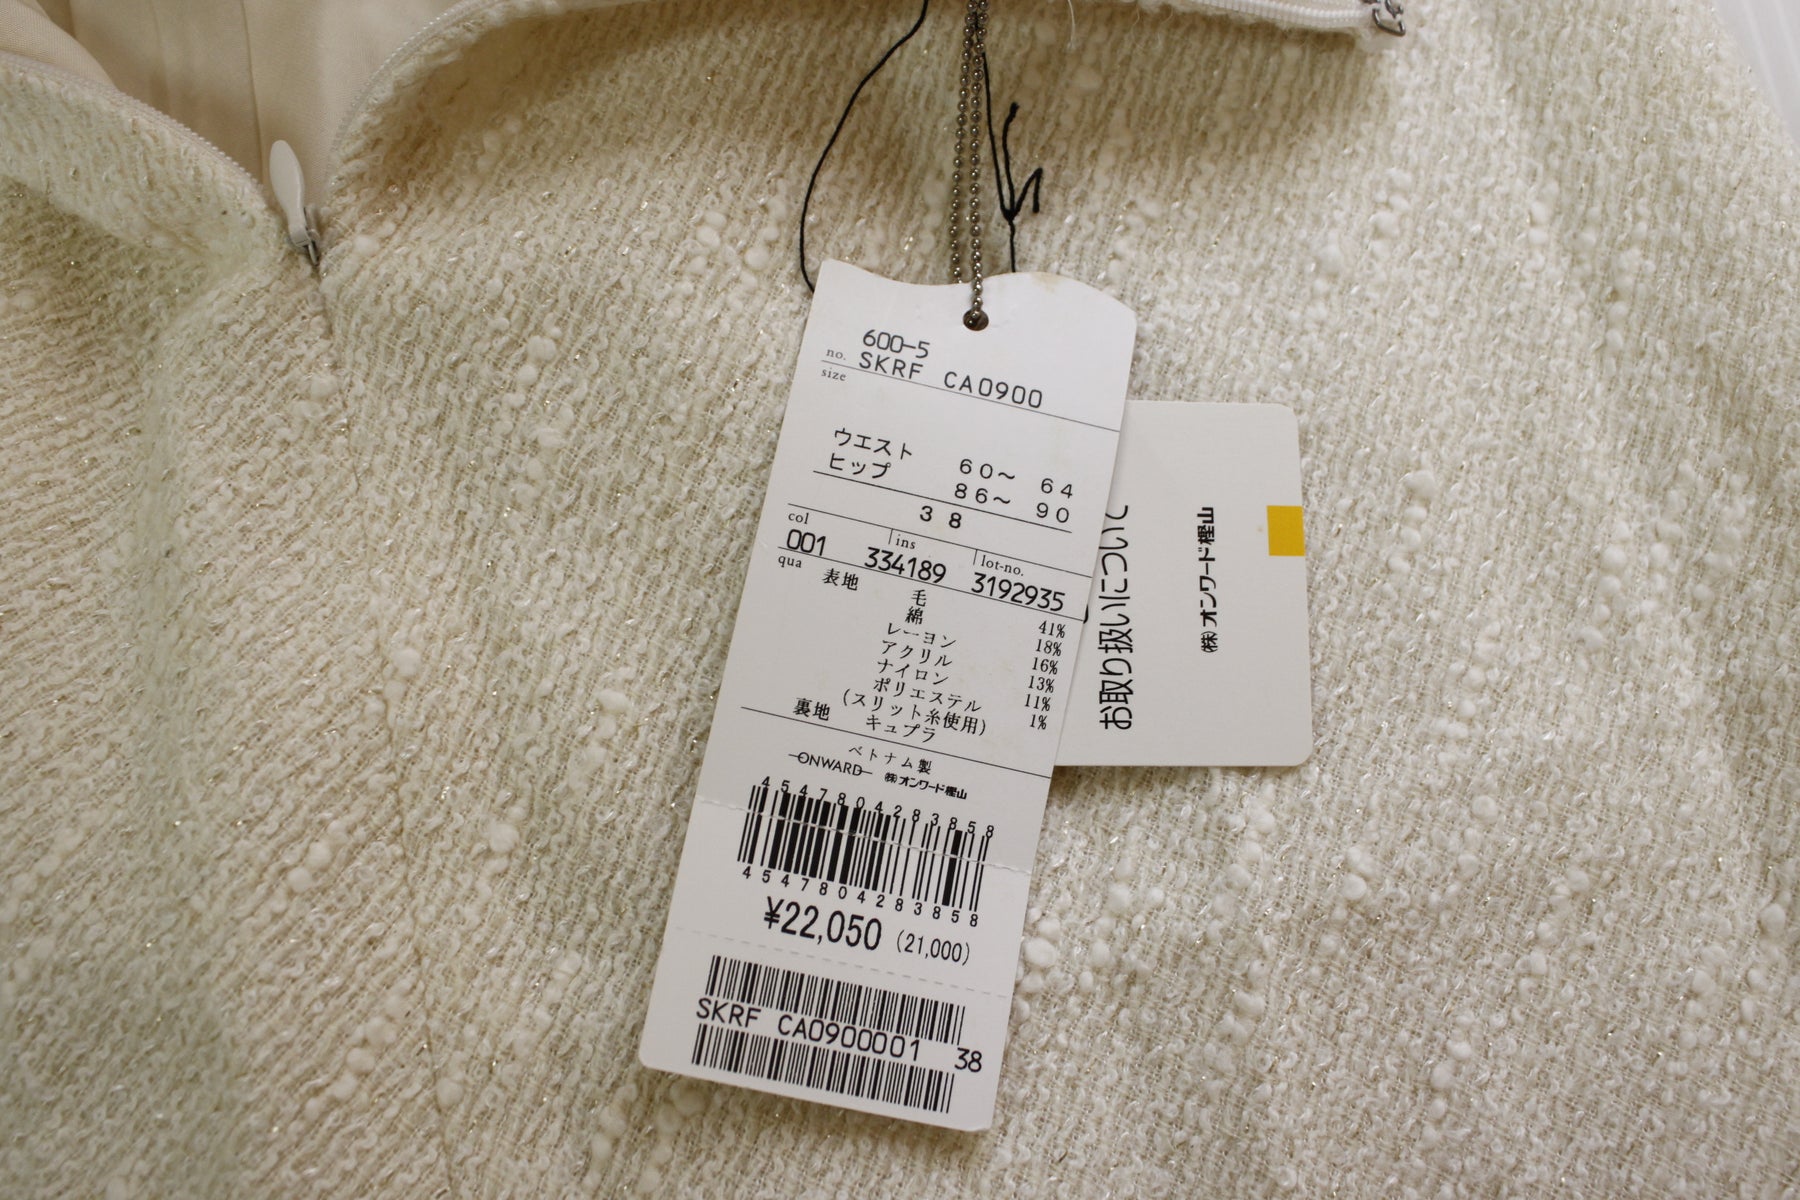 600-5
no. SKRF CA0900
size
ウエスト 60〜 64
ヒップ 86〜 90
38
col ins lot-no.
001 334189 3192935
qua 表地 毛 41%
綿 18%
レーヨン 16%
アクリル 13%
ナイロン 11%
ポリエステル 1%
(スリット糸使用)
裏地 キュプラ
ベトナム製
ONWARD ㈱オンワード樫山
4547804283858
4547804283858
¥22,050 (21,000)
SKRF CA0900001 38
お取り扱いについて
㈱オンワード樫山